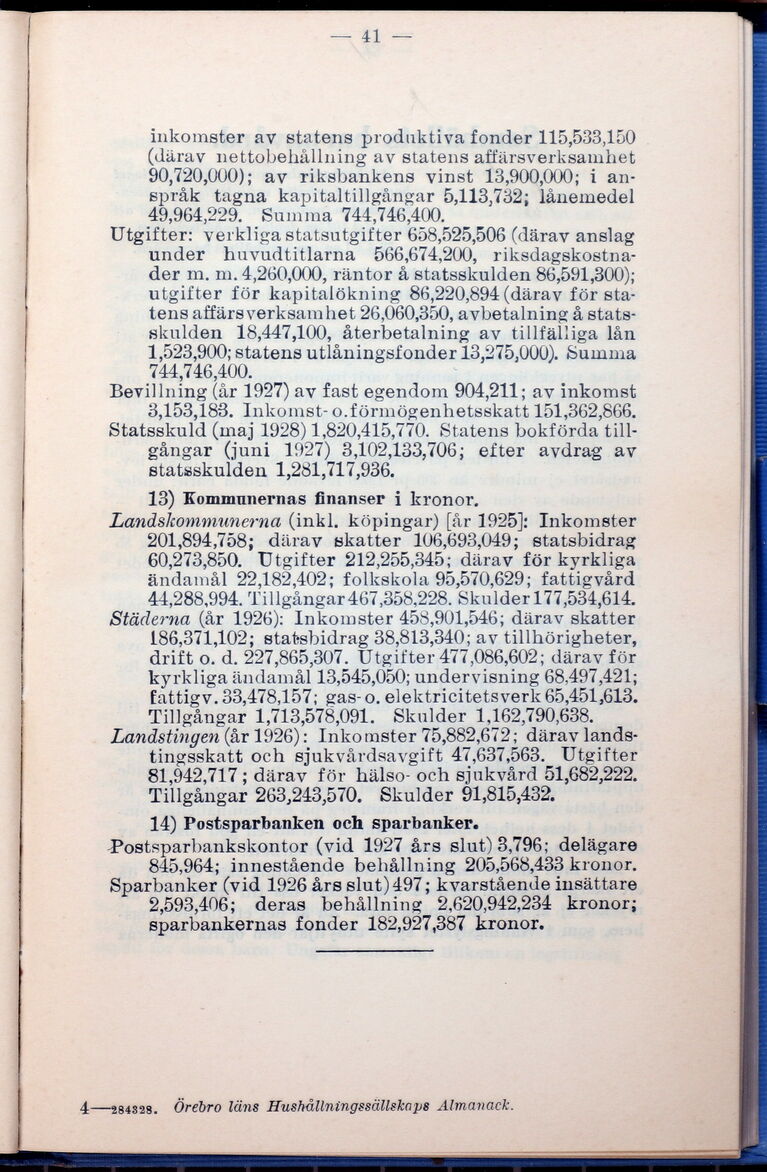 — 41 —
inkomster av statens produktiva fonder 115,533,150
(därav nettobehållning av statens affärsverksamhet
90,720,000); av riksbankens vinst 13,900,000; i an-
språk tagna kapitaltillgångar 5,113,732; lånemedel
49,964,229. Summa 744,746,400.
Utgifter: verkliga statsutgifter 658,525,506 (därav anslag
under huvudtitlarna 566,674,200, riksdagskostna-
der m. m. 4,260,000, räntor å statsskulden 86,591,300);
utgifter för kapitalökning 86,220,894 (därav för sta-
tens affärsverksamhet 26,060,350, avbetalning å stats-
skulden 18,447,100, återbetalning av tillfälliga lån
1,523,900; statens utlåningsfonder 13,275,000). Summa
744,746,400.
Bevillning (år 1927) av fast egendom 904,211; av inkomst
3,153,183. Inkomst- o. förmögenhetsskatt 151,362,866.
Statsskuld (maj 1928) 1,820,415,770. Statens bokförda till-
gångar (juni 1927) 3,102,133,706; efter avdrag av
statsskulden 1,281,717,936.
13) Kommunernas finanser i kronor.
Landskommunerna (inkl. köpingar) [år 1925]: Inkomster
201,894,758; därav skatter 106,693,049; statsbidrag
60,273,850. Utgifter 212,255,345; därav för kyrkliga
ändamål 22,182,402; folkskola 95,570,629; fattigvård
44,288,994. Tillgångar 467,358,228. Skulder 177,534,614.
Städerna (år 1926): Inkomster 458,901,546; därav skatter
186,371,102; statsbidrag 38,813,340; av tillhörigheter,
drift o. d. 227,865,307. Utgifter 477,086,602; därav för
kyrkliga ändamål 13,545,050; undervisning 68,497,421;
fattigv. 33,478,157; gas- o. elektricitetsverk 65,451,613.
Tillgångar 1,713,578,091. Skulder 1,162,790,638.
Landstingen (år 1926): Inkomster 75,882,672; därav lands-
tingsskatt och sjukvårdsavgift 47,637,563. Utgifter
81,942,717; därav för hälso- och sjukvård 51,682,222.
Tillgångar 263,243,570. Skulder 91,815,432.
14) Postsparbanken och sparbanker.
Postsparbankskontor (vid 1927 års slut) 3,796; delägare
845,964; innestående behållning 205,568,433 kronor.
Sparbanker (vid 1926 års slut) 497; kvarstående insättare
2,593,406; deras behållning 2,620,942,234 kronor;
sparbankernas fonder 182,927,387 kronor.
4—284328. Örebro läns Hushållningssällskaps Almanack.